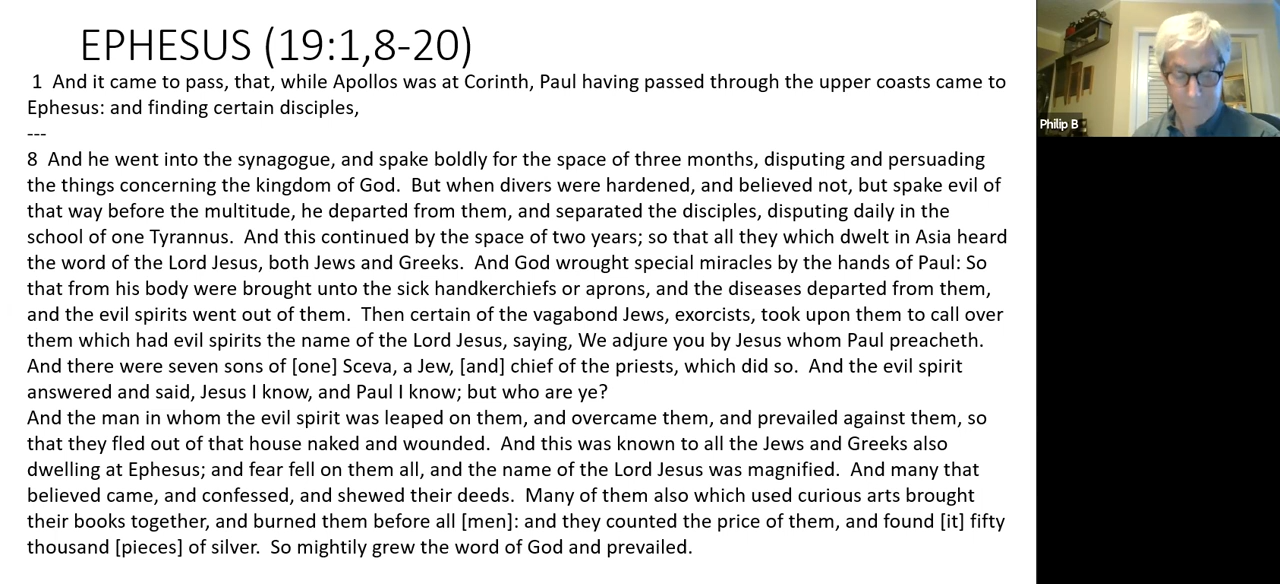 EPHESUS (19:1,8-20)
1 And it came to pass, that, while Apollos was at Corinth, Paul having passed through the upper coasts came to
Ephesus: and finding certain disciples,
---
8 And he went into the synagogue, and spake boldly for the space of three months, disputing and persuading
the things concerning the kingdom of God. But when divers were hardened, and believed not, but spake evil of
that way before the multitude, he departed from them, and separated the disciples, disputing daily in the
school of one Tyrannus. And this continued by the space of two years; so that all they which dwelt in Asia heard
the word of the Lord Jesus, both Jews and Greeks. And God wrought special miracles by the hands of Paul: So
that from his body were brought unto the sick handkerchiefs or aprons, and the diseases departed from them,
and the evil spirits went out of them. Then certain of the vagabond Jews, exorcists, took upon them to call over
them which had evil spirits the name of the Lord Jesus, saying, We adjure you by Jesus whom Paul preacheth.
And there were seven sons of [one] Sceva, a Jew, [and] chief of the priests, which did so. And the evil spirit
answered and said, Jesus I know, and Paul I know; but who are ye?
And the man in whom the evil spirit was leaped on them, and overcame them, and prevailed against them, so
that they fled out of that house naked and wounded. And this was known to all the Jews and Greeks also
dwelling at Ephesus; and fear fell on them all, and the name of the Lord Jesus was magnified. And many that
believed came, and confessed, and shewed their deeds. Many of them also which used curious arts brought
their books together, and burned them before all [men]: and they counted the price of them, and found [it] fifty
thousand [pieces] of silver. So mightily grew the word of God and prevailed.
Philip B